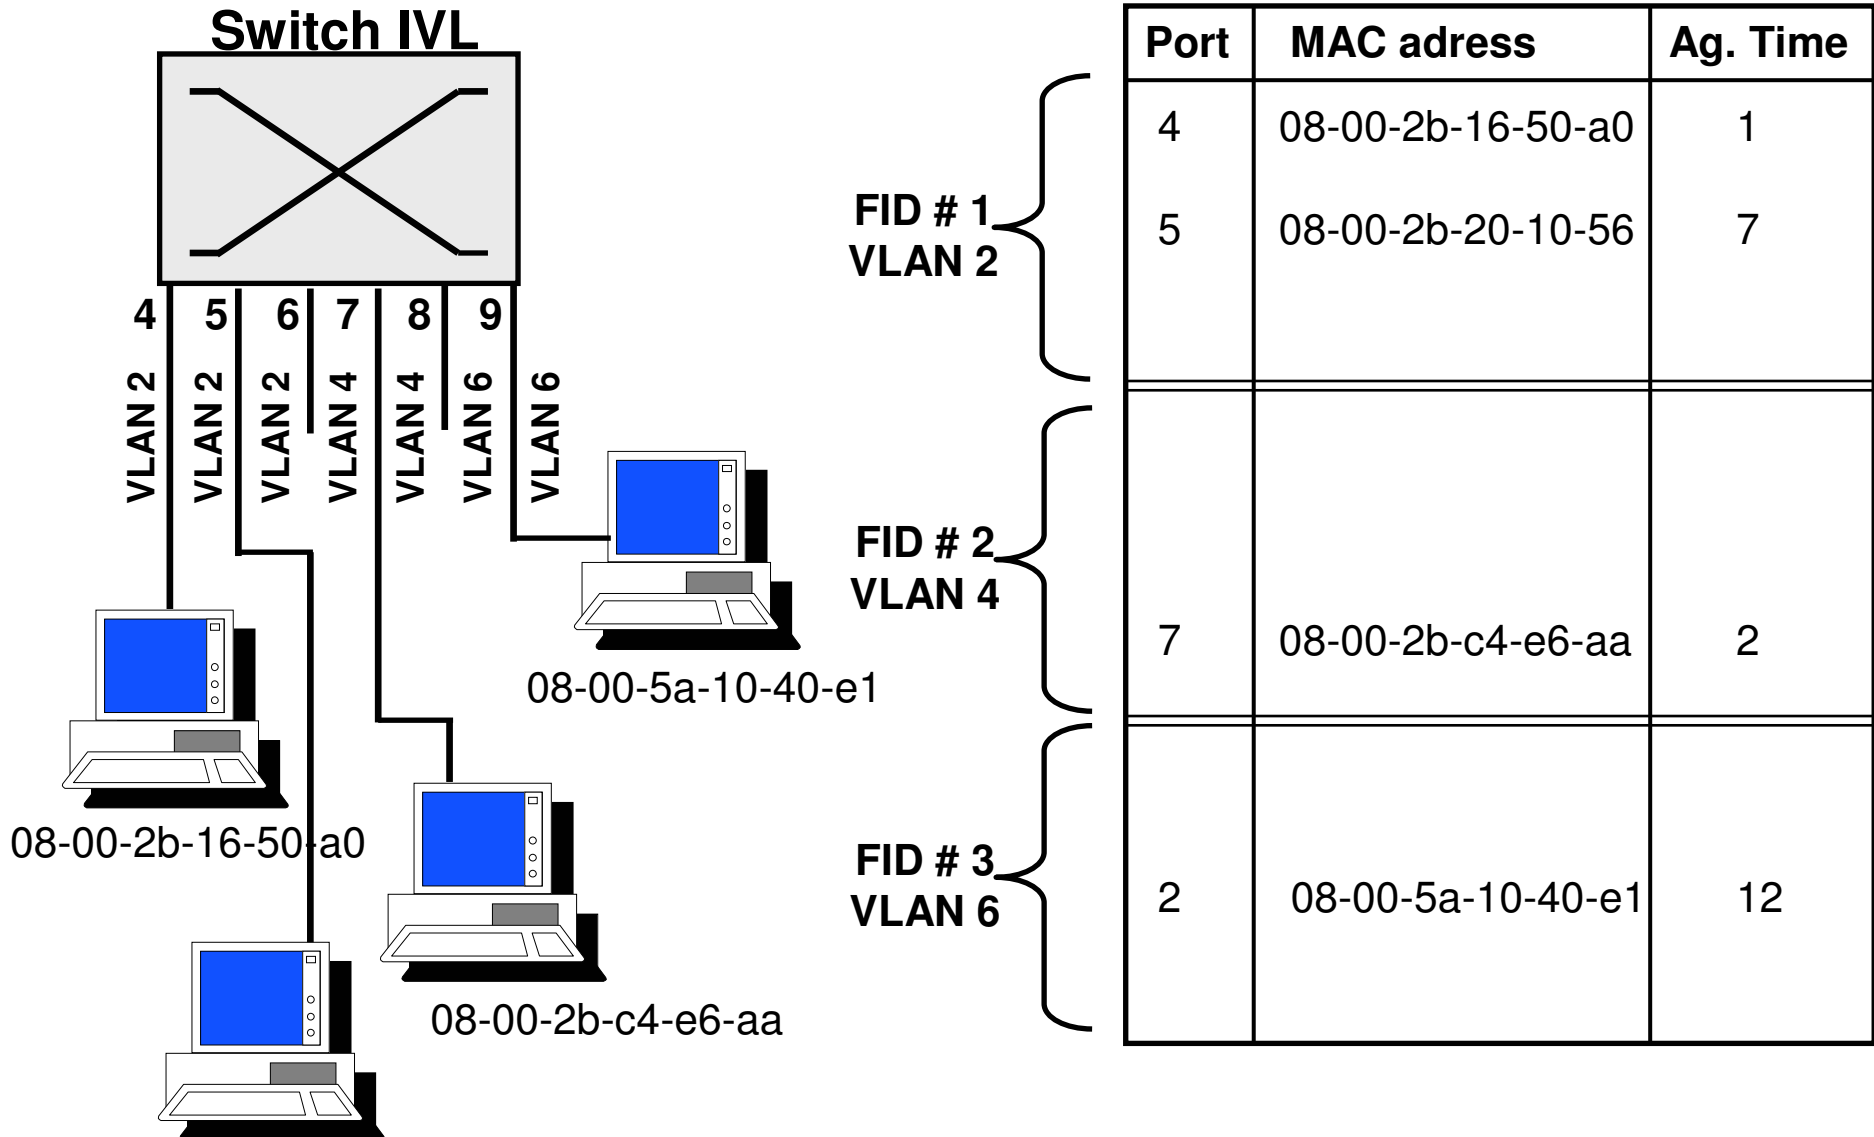 Switch IVL
4 5 6 7 8 9
VLAN 2
VLAN 2
VLAN 2
VLAN 4
VLAN 4
VLAN 6
VLAN 6
08-00-5a-10-40-e1
08-00-2b-16-50-a0
08-00-2b-c4-e6-aa
FID # 1
VLAN 2
FID # 2
VLAN 4
FID # 3
VLAN 6
Port MAC adress Ag. Time
4 08-00-2b-16-50-a0 1
5 08-00-2b-20-10-56 7
7 08-00-2b-c4-e6-aa 2
2 08-00-5a-10-40-e1 12